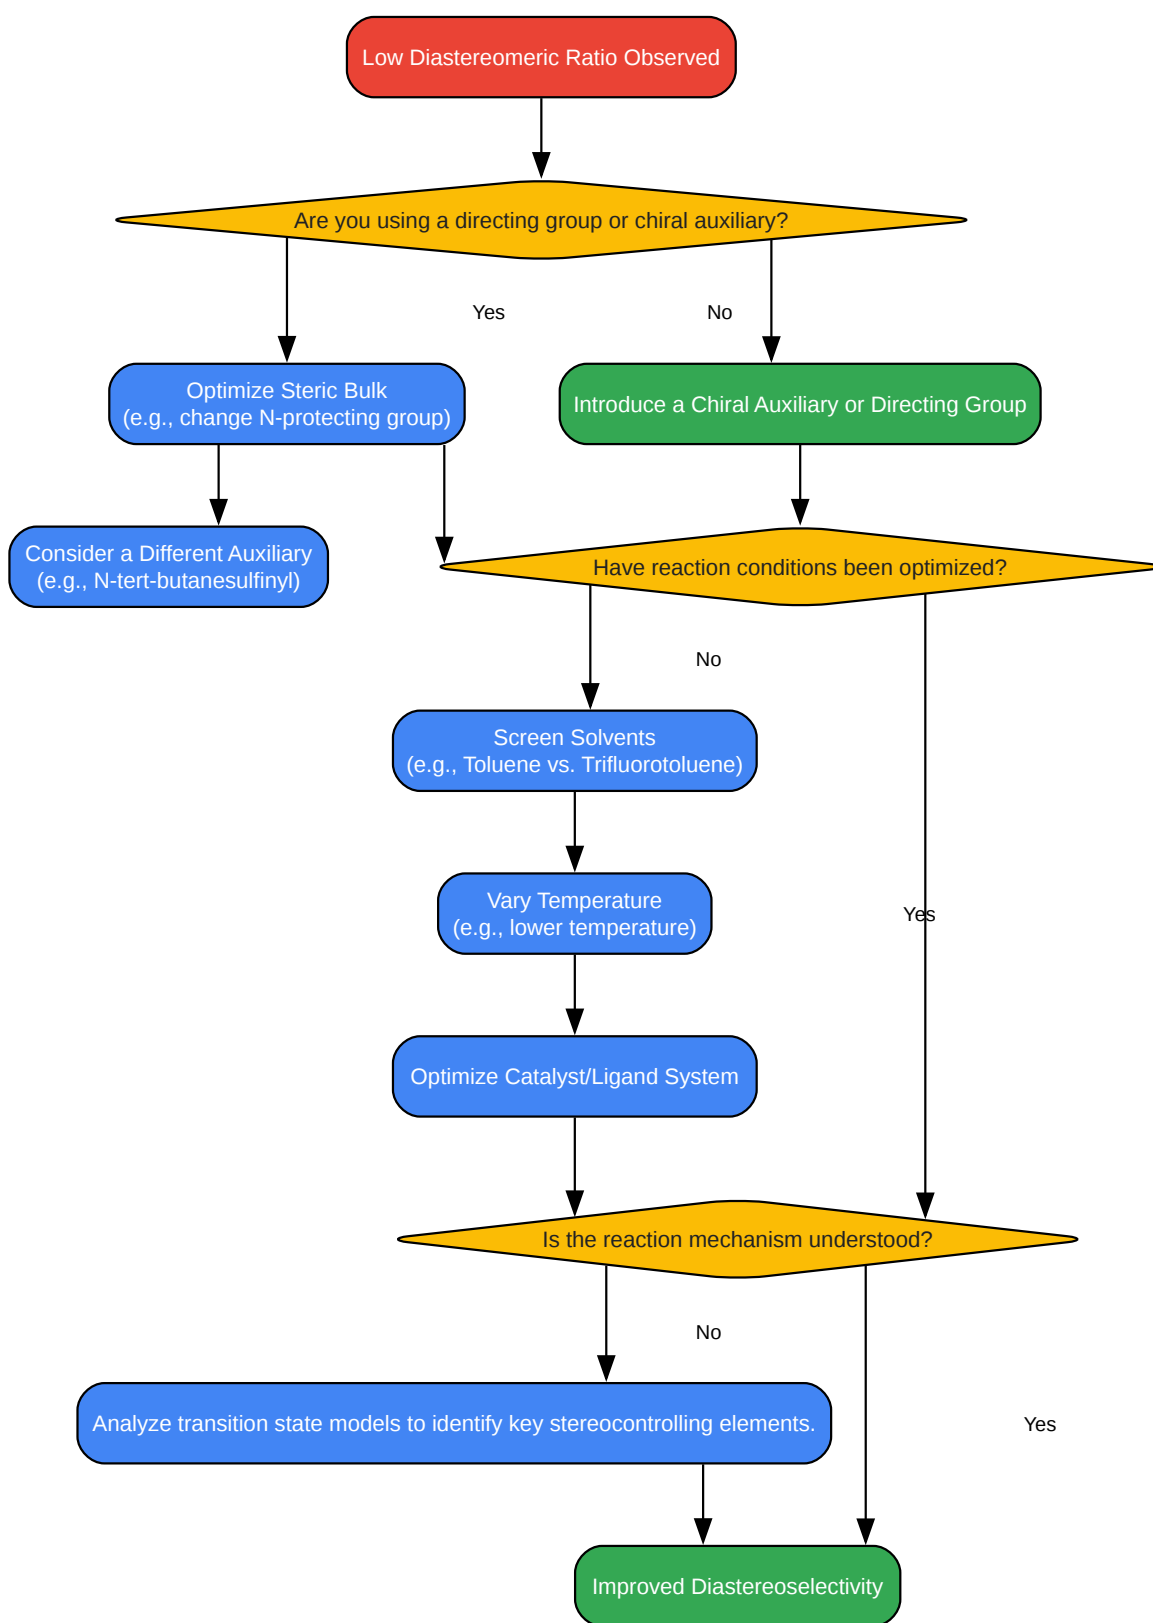 Low Diastereomeric Ratio Observed
Are you using a directing group or chiral auxiliary?
Yes
No
Optimize Steric Bulk
(e.g., change N-protecting group)
Introduce a Chiral Auxiliary or Directing Group
Consider a Different Auxiliary
(e.g., N-tert-butanesulfinyl)
Have reaction conditions been optimized?
No
Screen Solvents
(e.g., Toluene vs. Trifluorotoluene)
Vary Temperature
(e.g., lower temperature)
Yes
Optimize Catalyst/Ligand System
Is the reaction mechanism understood?
No
Analyze transition state models to identify key stereocontrolling elements.
Yes
Improved Diastereoselectivity